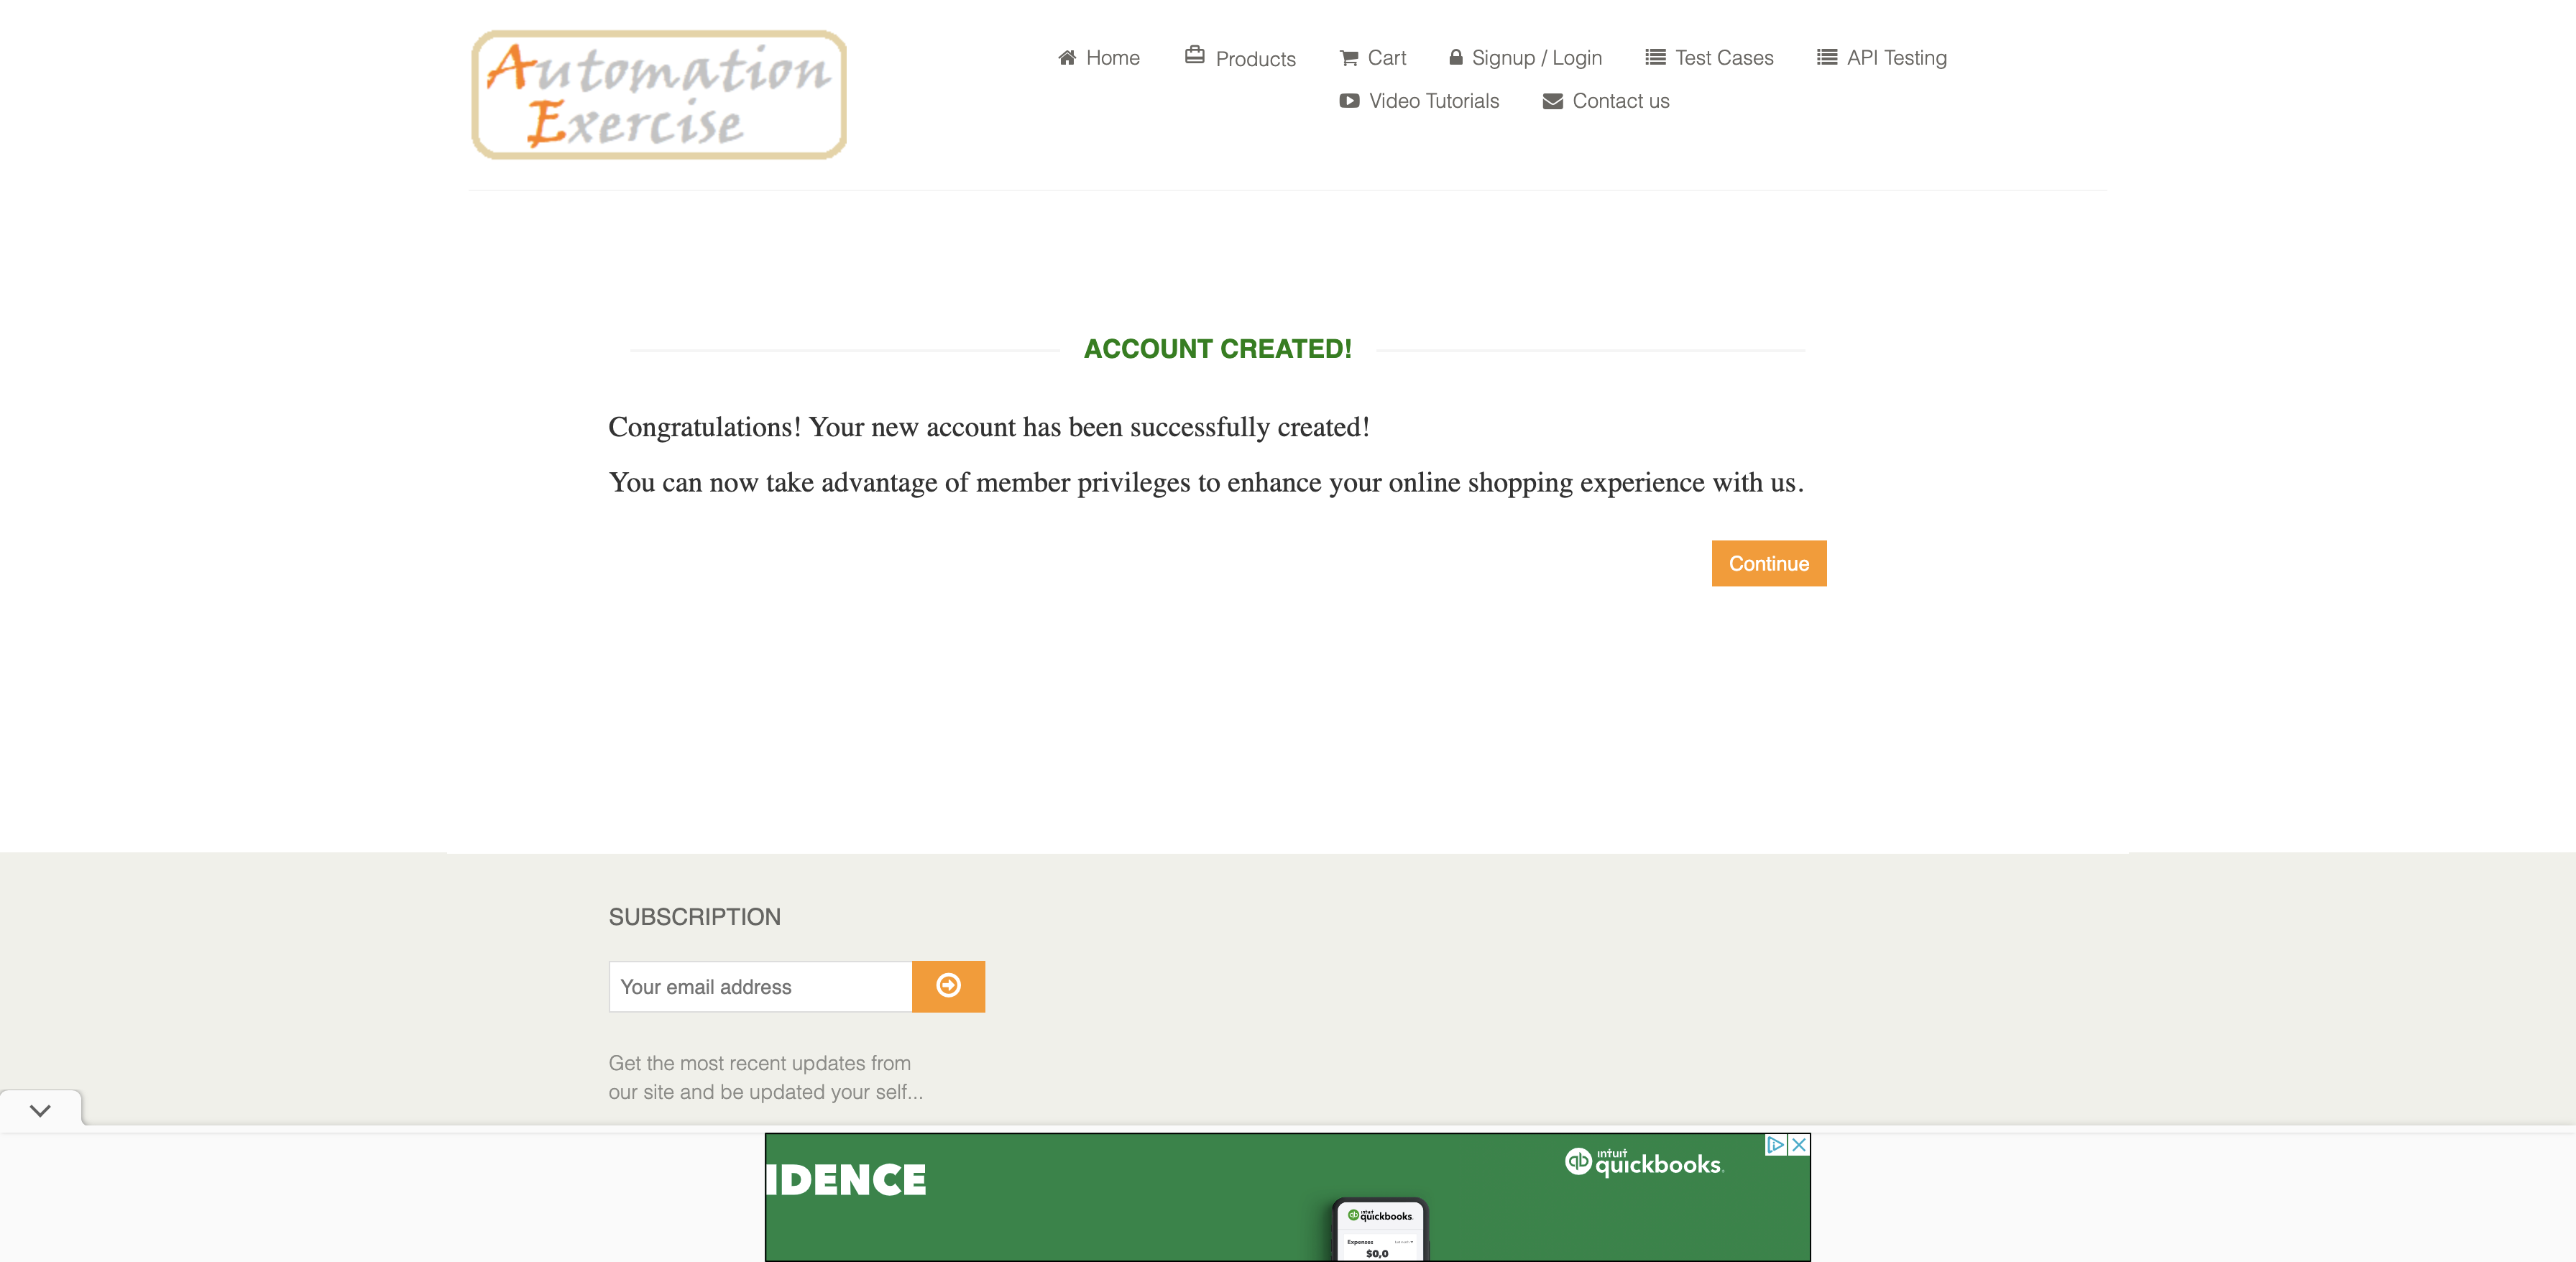 Automation
Exercise
Home
Products
Cart
Signup / Login
Test Cases
API Testing
Video Tutorials
Contact us
ACCOUNT CREATED!
Congratulations! Your new account has been successfully created!
You can now take advantage of member privileges to enhance your online shopping experience with us.
Continue
SUBSCRIPTION
Your email address
Get the most recent updates from
our site and be updated your self...
IDENCE
intuit
quickbooks.
intuit
quickbooks.
Expenses
$0,0